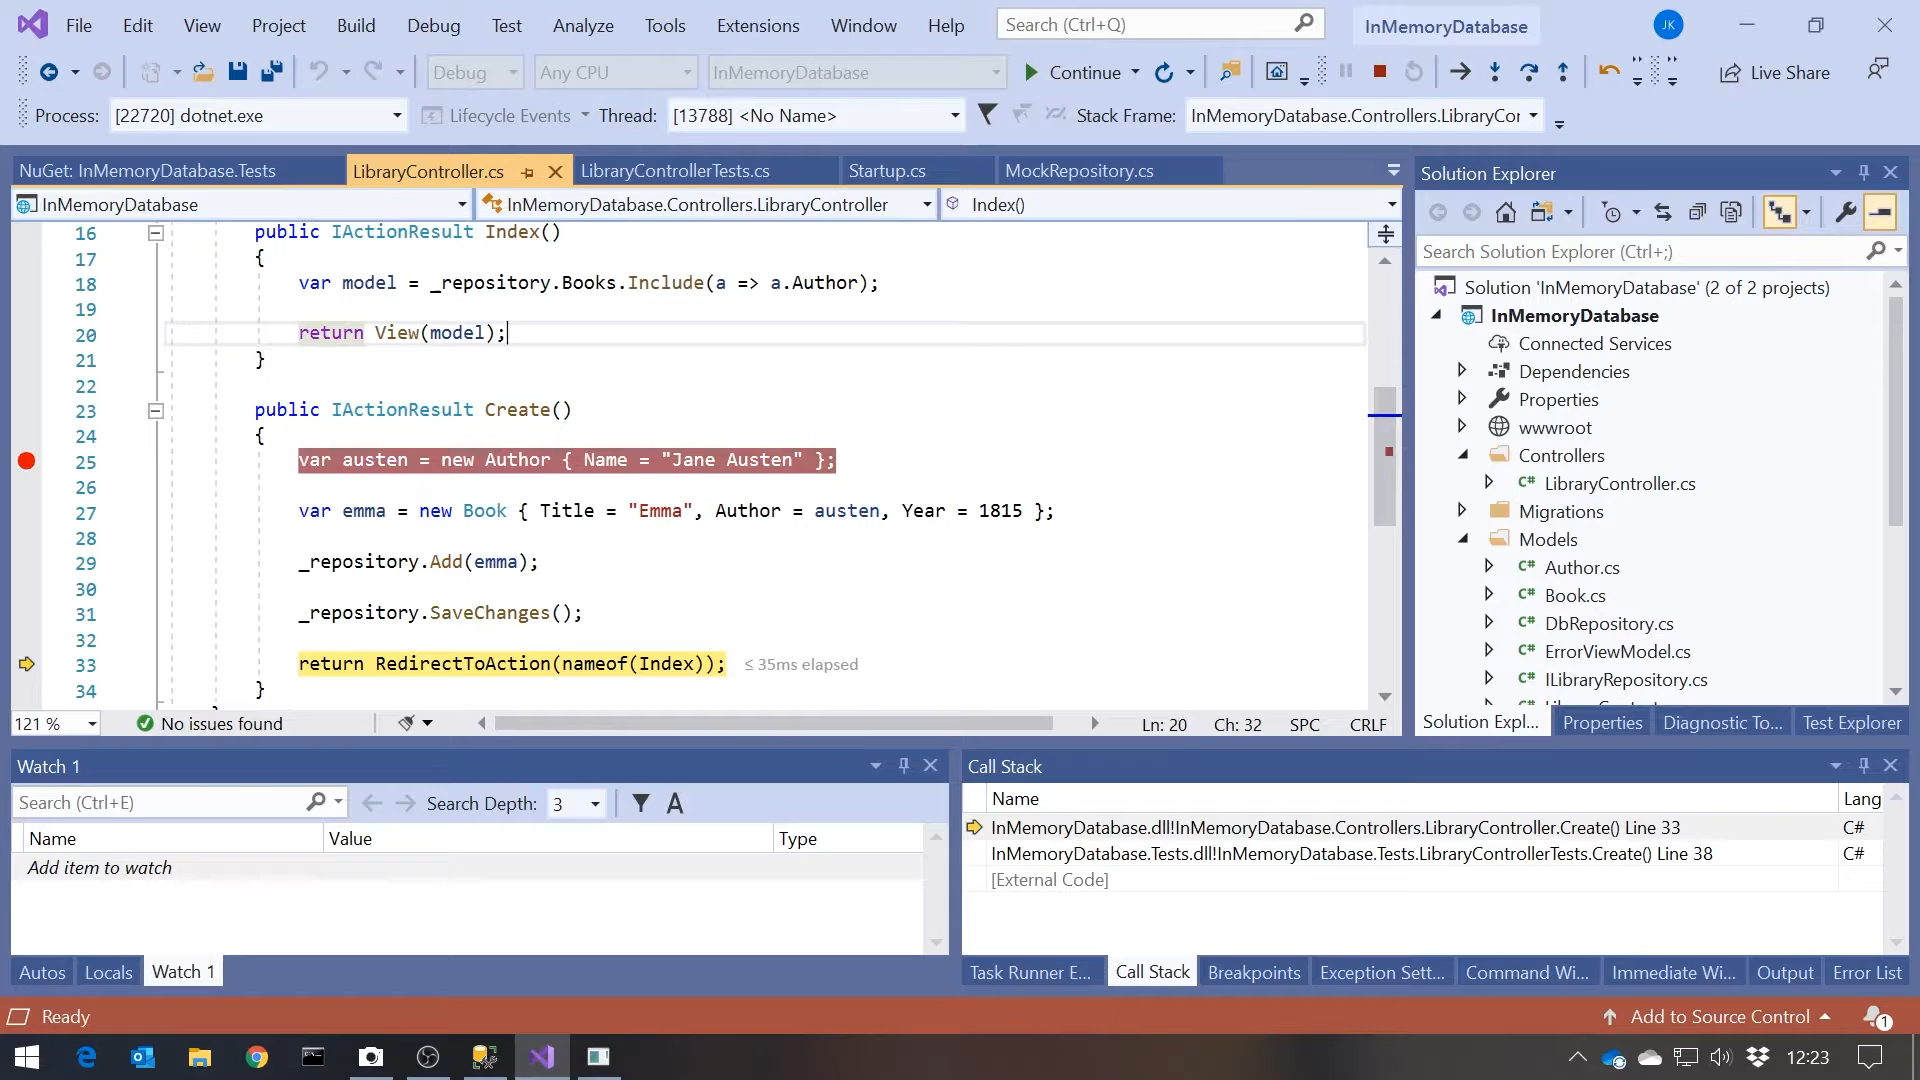 File Edit View Project Build Debug Test Analyze Tools Extensions Window Help Search (Ctrl+Q) InMemoryDatabase JK
Debug Any CPU InMemoryDatabase Continue Live Share
Process: [22720] dotnet.exe Lifecycle Events Thread: [13788] <No Name> Stack Frame: InMemoryDatabase.Controllers.LibraryCor
NuGet: InMemoryDatabase.Tests LibraryController.cs LibraryControllerTests.cs Startup.cs MockRepository.cs
InMemoryDatabase InMemoryDatabase.Controllers.LibraryController Index()
16 public IActionResult Index()
17 {
18 var model = _repository.Books.Include(a => a.Author);
19
20 return View(model);
21 }
22
23 public IActionResult Create()
24 {
25 var austen = new Author { Name = "Jane Austen" };
26
27 var emma = new Book { Title = "Emma", Author = austen, Year = 1815 };
28
29 _repository.Add(emma);
30
31 _repository.SaveChanges();
32
33 return RedirectToAction(nameof(Index)); ≤ 35ms elapsed
34 }
121 % No issues found Ln: 20 Ch: 32 SPC CRLF
Solution Explorer
Search Solution Explorer (Ctrl+;)
Solution 'InMemoryDatabase' (2 of 2 projects)
InMemoryDatabase
Connected Services
Dependencies
Properties
wwwroot
Controllers
C# LibraryController.cs
Migrations
Models
C# Author.cs
C# Book.cs
C# DbRepository.cs
C# ErrorViewModel.cs
C# ILibraryRepository.cs
Solution Expl... Properties Diagnostic To... Test Explorer
Watch 1
Search (Ctrl+E) Search Depth: 3 A
Name Value Type
Add item to watch
Autos Locals Watch 1
Call Stack
Name Lang
InMemoryDatabase.dll!InMemoryDatabase.Controllers.LibraryController.Create() Line 33 C#
InMemoryDatabase.Tests.dll!InMemoryDatabase.Tests.LibraryControllerTests.Create() Line 38 C#
[External Code]
Task Runner E... Call Stack Breakpoints Exception Sett... Command Wi... Immediate Wi... Output Error List
Ready Add to Source Control 1
12:23